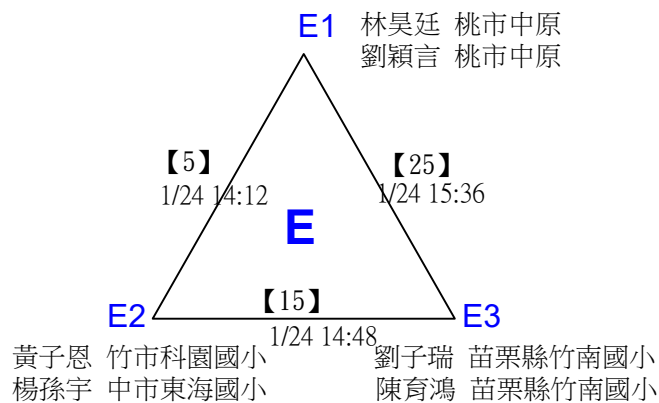 E1
林昊廷 桃市中原
劉穎言 桃市中原
【5】
1/24 14:12
【25】
1/24 15:36
E
【15】
1/24 14:48
E2
E3
黃子恩 竹市科園國小
楊孫宇 中市東海國小
劉子瑞 苗栗縣竹南國小
陳育鴻 苗栗縣竹南國小